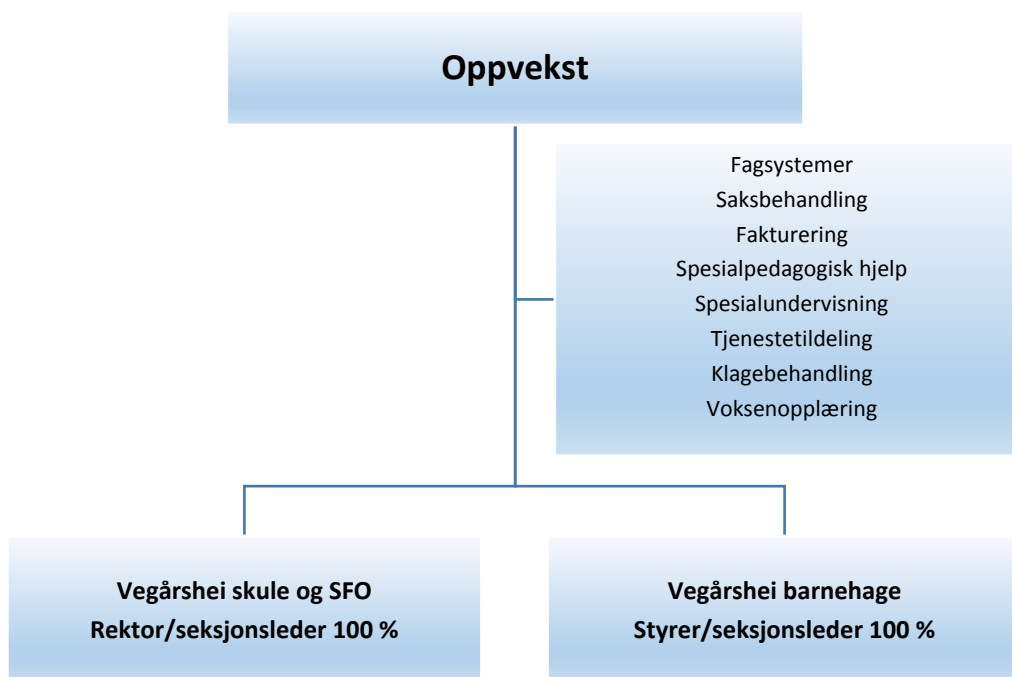 Oppvekst
Fagsystemer
Saksbehandling
Fakturering
Spesialpedagogisk hjelp
Spesialundervisning
Tjenestetildeling
Klagebehandling
Voksenopplæring
Vegårshei skule og SFO
Rektor/seksjonsleder 100 %
Vegårshei barnehage
Styrer/seksjonsleder 100 %